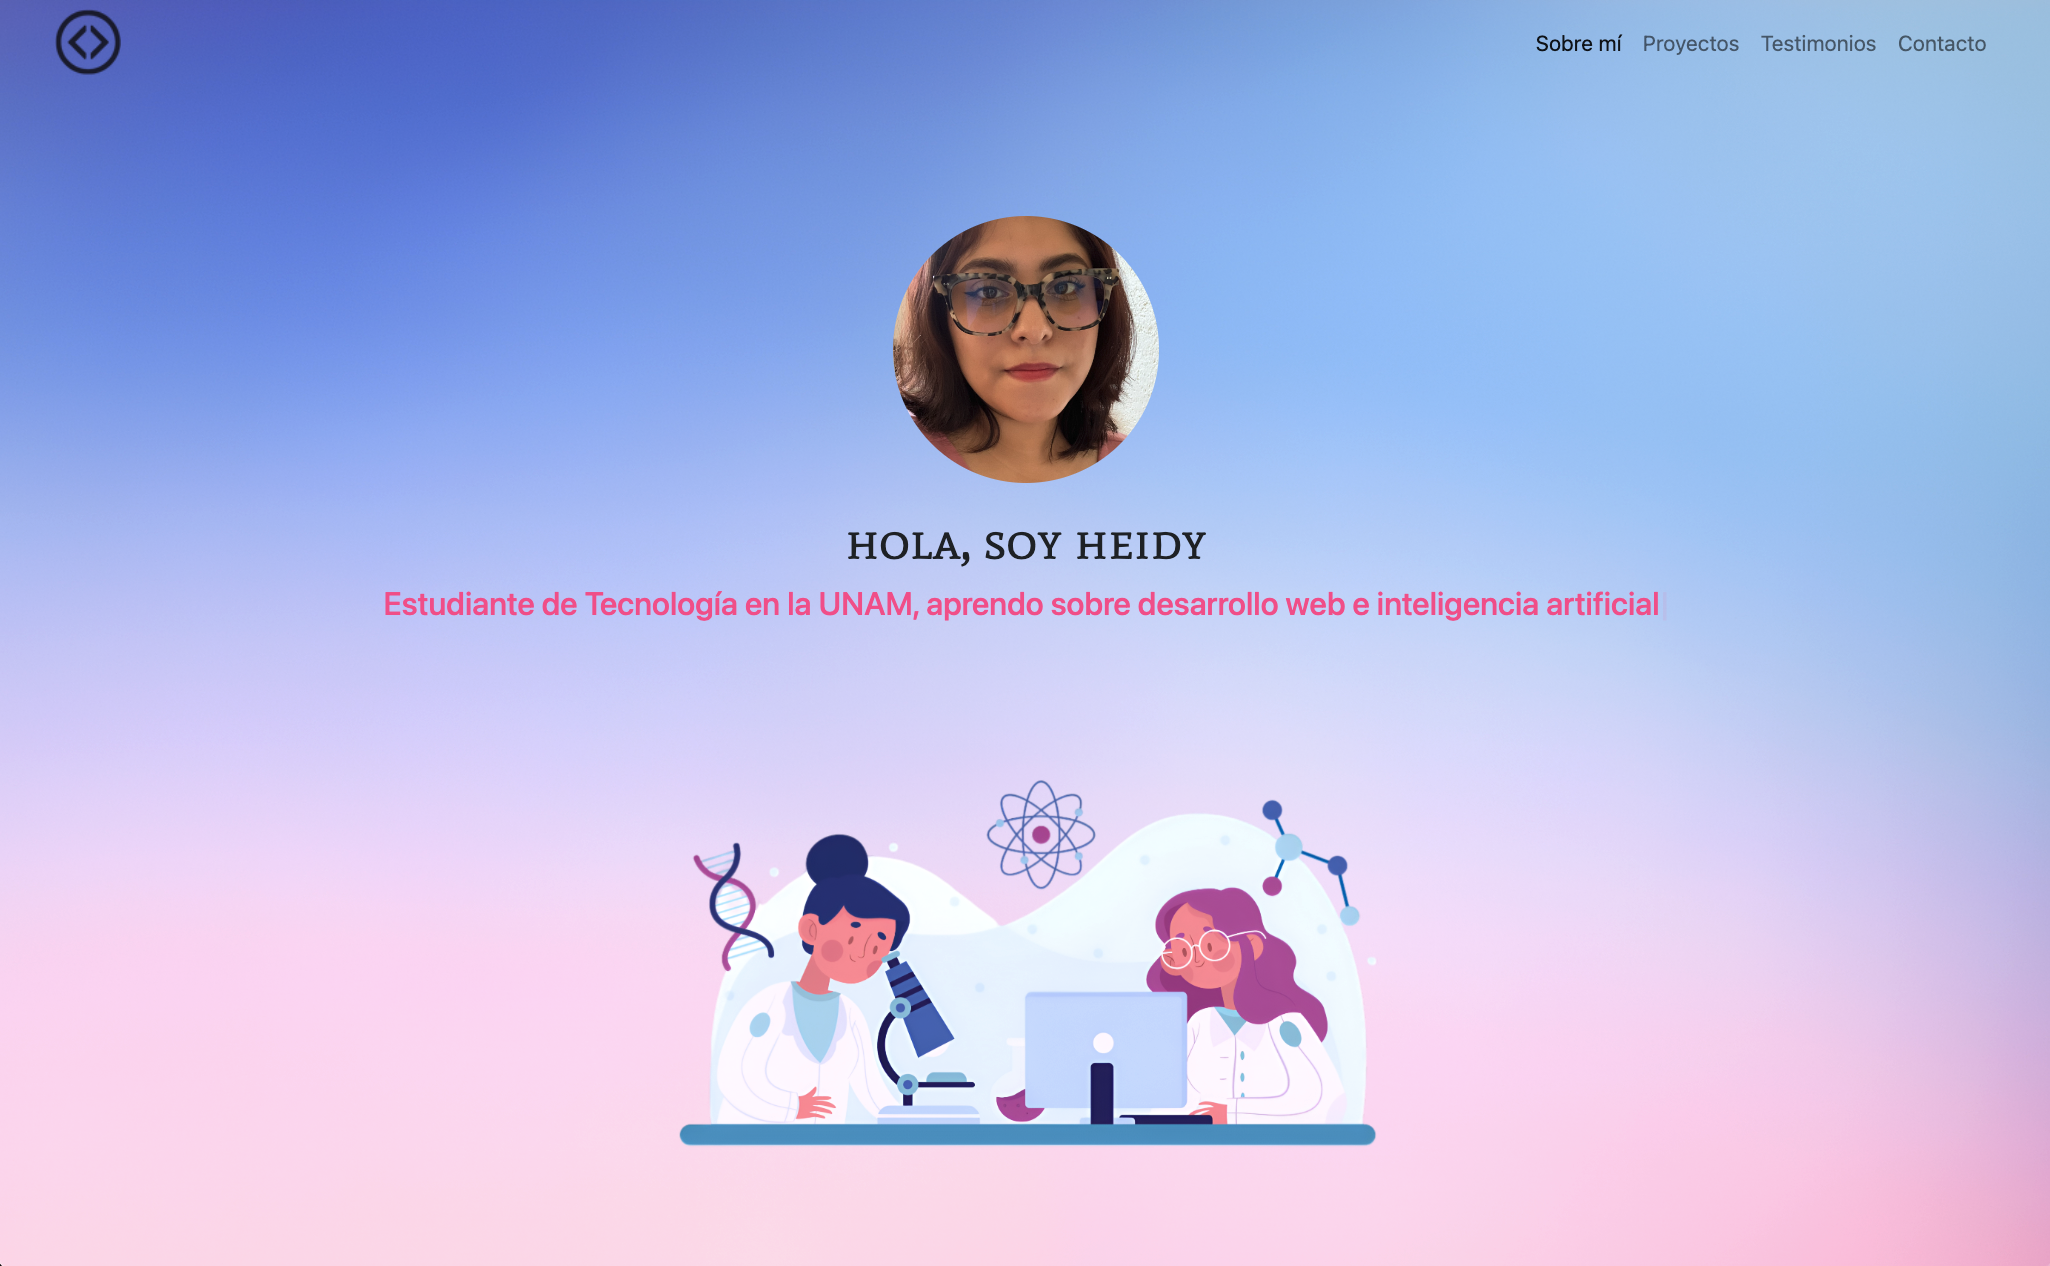 Sobre mí Proyectos Testimonios Contacto
HOLA, SOY HEIDY
Estudiante de Tecnología en la UNAM, aprendo sobre desarrollo web e inteligencia artificial